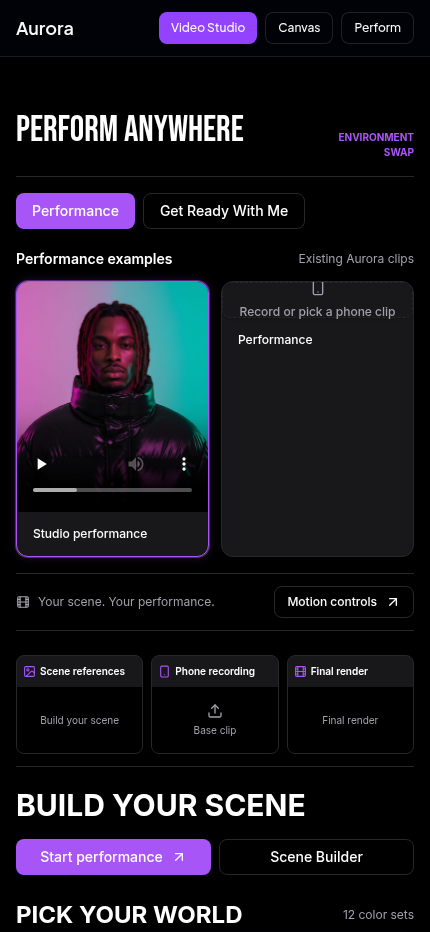 Aurora
Video Studio
Canvas
Perform
PERFORM ANYWHERE
ENVIRONMENT
SWAP
Performance
Get Ready With Me
Performance examples
Existing Aurora clips
Record or pick a phone clip
Performance
Studio performance
Your scene. Your performance.
Motion controls
Scene references
Phone recording
Final render
Build your scene
Base clip
Final render
BUILD YOUR SCENE
Start performance
Scene Builder
PICK YOUR WORLD
12 color sets